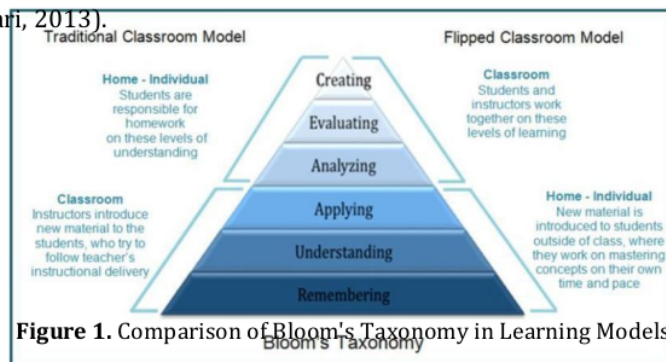 ari, 2013).
Traditional Classroom Model
Flipped Classroom Model
Home - Individual
Students are
responsible for
homework
on these levels of
understanding
Classroom
Instructors introduce
new material to the
students, who try to
follow teacher's
instructional delivery
Creating
Evaluating
Analyzing
Applying
Understanding
Remembering
Classroom
Students and
instructors work
together on these
levels of learning
Home - Individual
New material is
introduced to students
outside of class, where
they work on mastering
concepts on their own
time and pace
Figure 1. Comparison of Bloom's Taxonomy in Learning Models
Bloom's Taxonomy